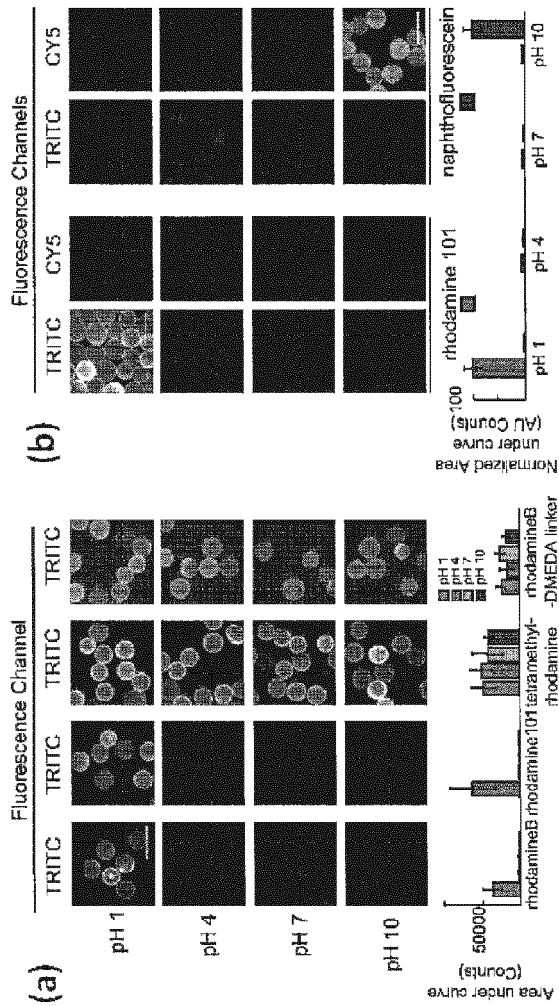 (a)
Fluorescence Channel
TRITC TRITC TRITC TRITC
pH 1
pH 4
pH 7
pH 10
Area under curve
(Counts)
50000
pH 1
pH 4
pH 7
pH 10
rhodamineB rhodamine101 tetramethyl-
rhodamine
rhodamineB
-DIMEDA linker
(b)
Fluorescence Channels
TRITC CY5 TRITC CY5
Normalized Area
under curve
(AU Counts)
100
rhodamine 101
naphthofluorescein
pH 1 pH 4 pH 7 pH 10